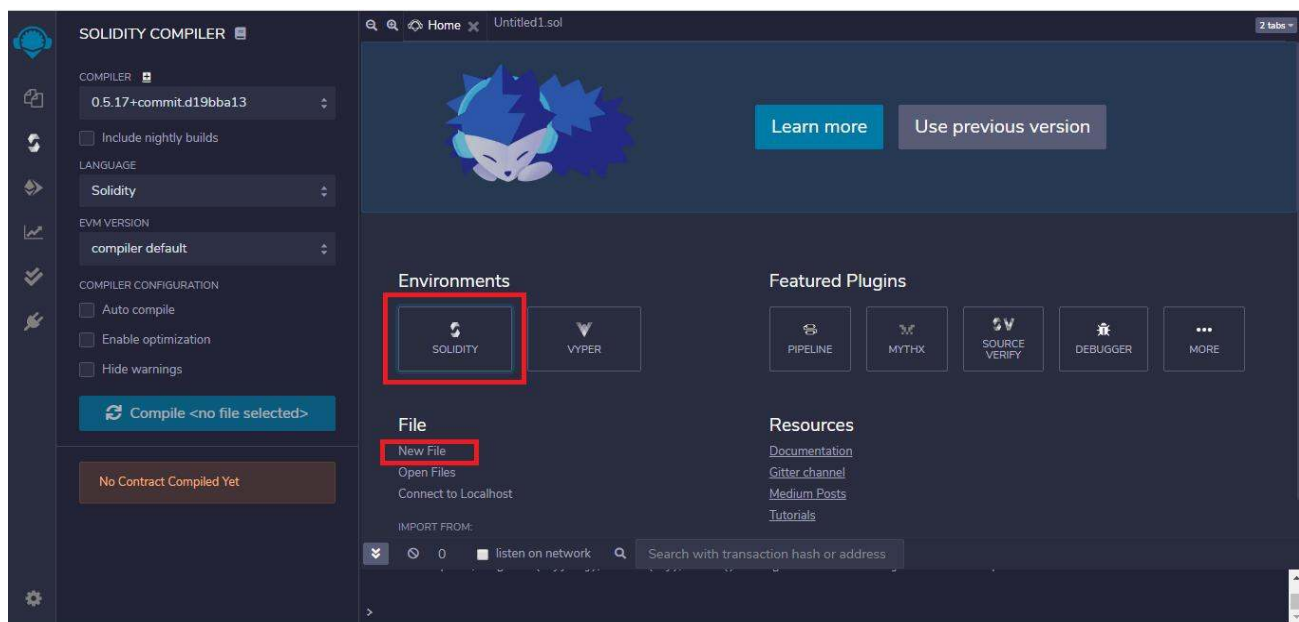 SOLIDITY COMPILER
COMPILER
0.5.17+commit.d19bba13
Include nightly builds
LANGUAGE
Solidity
EVM VERSION
compiler default
COMPILER CONFIGURATION
Auto compile
Enable optimization
Hide warnings
Compile <no file selected>
No Contract Compiled Yet
Home
Untitled1.sol
2 tabs
Learn more
Use previous version
Environments
SOLIDITY
VYPER
Featured Plugins
PIPELINE
MYTHX
SOURCE
VERIFY
DEBUGGER
MORE
File
New File
Open Files
Connect to Localhost
IMPORT FROM:
Resources
Documentation
Gitter channel
Medium Posts
Tutorials
0
listen on network
Search with transaction hash or address
>